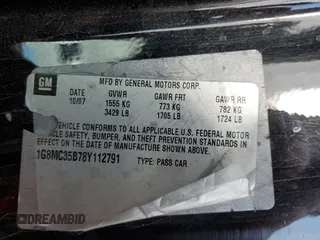 GM
MFD BY GENERAL MOTORS CORP.
DATE GVWR GAWR FRT GAWR RR
10/07 1555 KG 773 KG 782 KG
3429 LB 1705 LB 1724 LB
VEHICLE CONFORMS TO ALL APPLICABLE U.S. FEDERAL MOTOR
VEHICLE SAFETY, BUMPER, AND THEFT PREVENTION STANDARDS
EFFECT ON THE DATE OF MANUFACTURE SHOWN ABOVE.
1G8MC35B78Y112791 TYPE: PASS CAR
DREAMBID